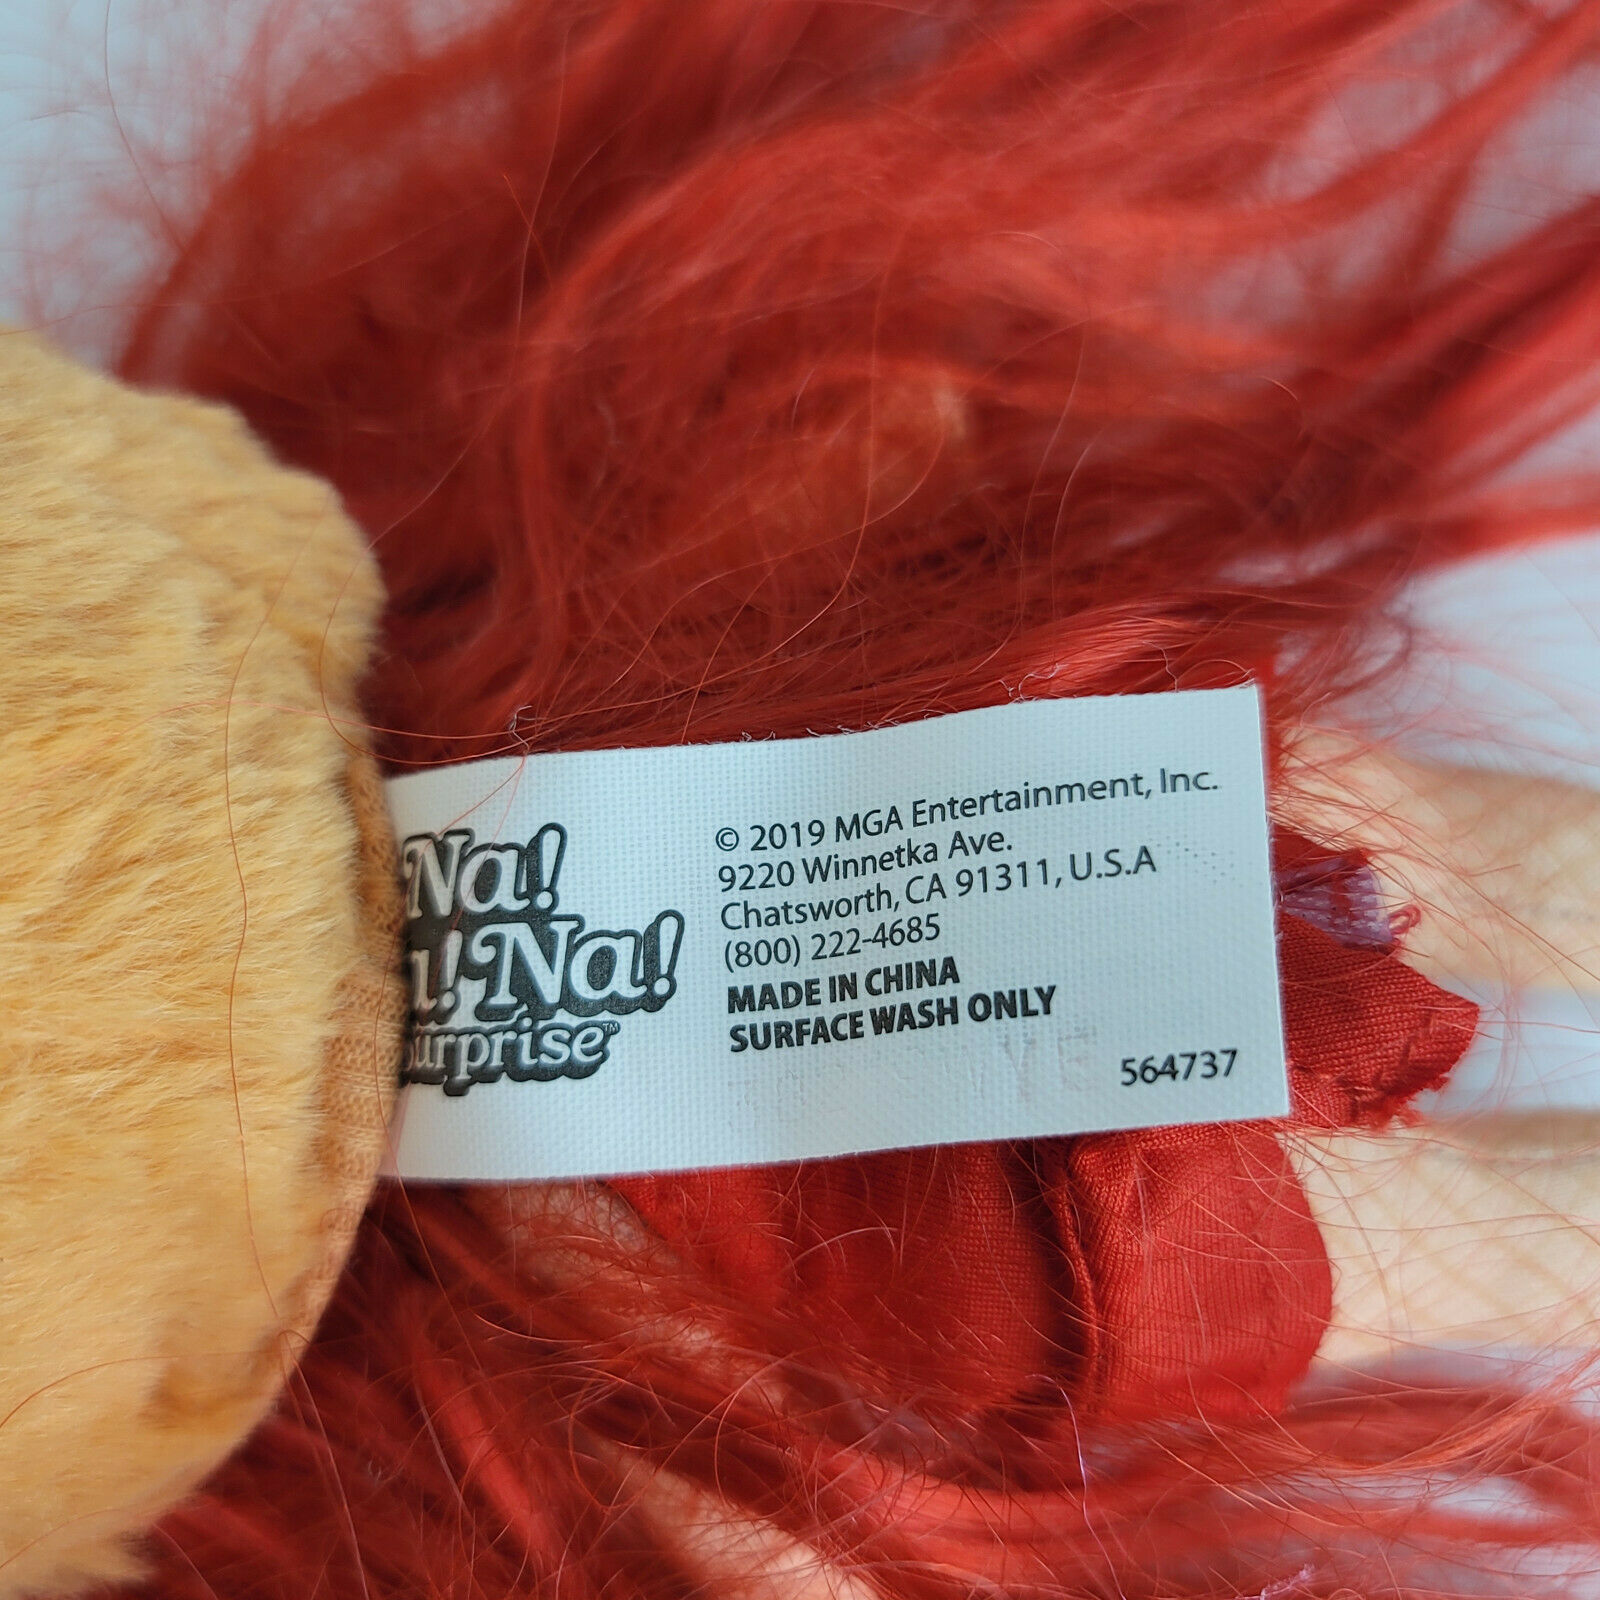 Na!
a! Na!
Surprise™
© 2019 MGA Entertainment, Inc.
9220 Winnetka Ave.
Chatsworth, CA 91311, U.S.A
(800) 222-4685
MADE IN CHINA
SURFACE WASH ONLY
564737